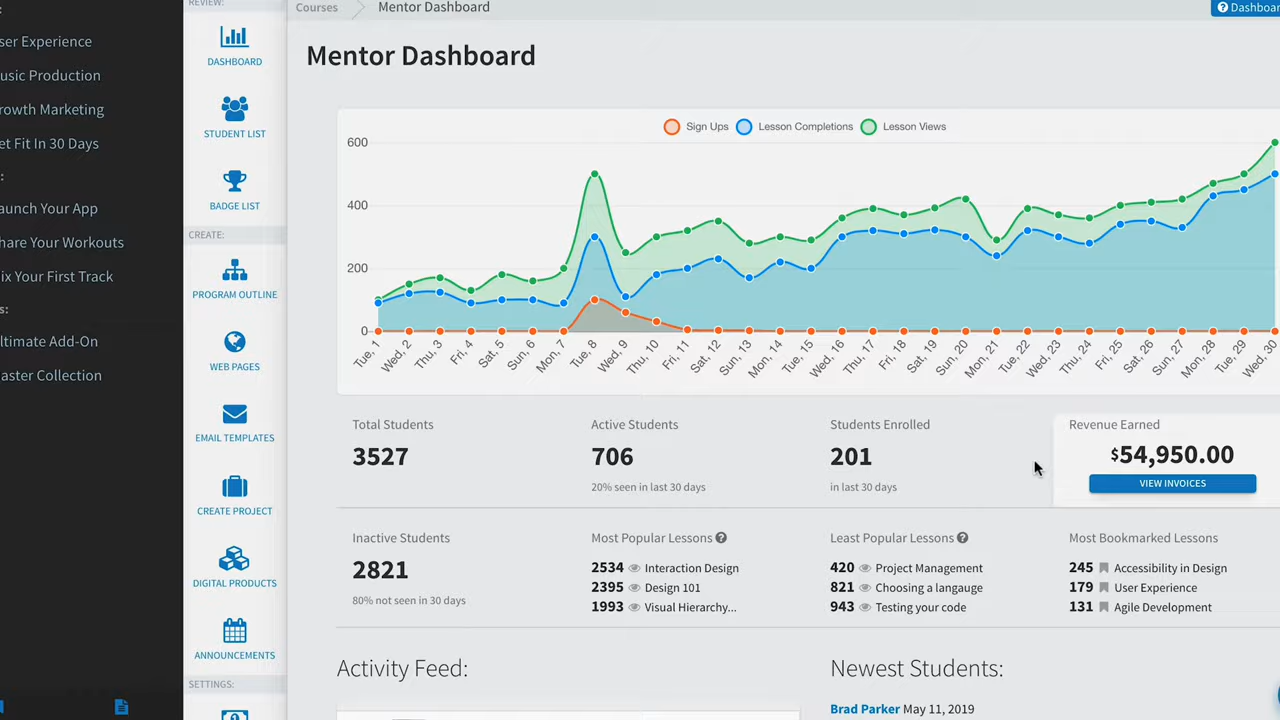 REVIEW:
Courses
Mentor Dashboard
Dashboar
:
ser Experience
usic Production
rowth Marketing
et Fit In 30 Days
:
aunch Your App
hare Your Workouts
ix Your First Track
s:
ltimate Add-On
aster Collection
DASHBOARD
STUDENT LIST
BADGE LIST
CREATE:
PROGRAM OUTLINE
WEB PAGES
EMAIL TEMPLATES
CREATE PROJECT
DIGITAL PRODUCTS
ANNOUNCEMENTS
SETTINGS:
Mentor Dashboard
Sign Ups Lesson Completions Lesson Views
600
400
200
0
Tue, 1 Wed, 2 Thu, 3 Fri, 4 Sat, 5 Sun, 6 Mon, 7 Tue, 8 Wed, 9 Thu, 10 Fri, 11 Sat, 12 Sun, 13 Mon, 14 Tue, 15 Wed, 16 Thu, 17 Fri, 18 Sat, 19 Sun, 20 Mon, 21 Tue, 22 Wed, 23 Thu, 24 Fri, 25 Sat, 26 Sun, 27 Mon, 28 Tue, 29 Wed, 30
Total Students
3527
Active Students
706
20% seen in last 30 days
Students Enrolled
201
in last 30 days
Revenue Earned
$54,950.00
VIEW INVOICES
Inactive Students
2821
80% not seen in 30 days
Most Popular Lessons
2534 Interaction Design
2395 Design 101
1993 Visual Hierarchy...
Least Popular Lessons
420 Project Management
821 Choosing a langauge
943 Testing your code
Most Bookmarked Lessons
245 Accessibility in Design
179 User Experience
131 Agile Development
Activity Feed:
Newest Students:
Brad Parker May 11, 2019